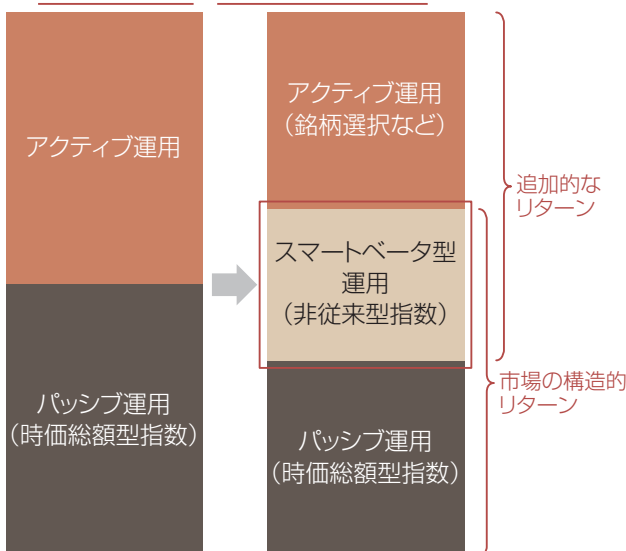 アクティブ運用
パッシブ運用
（時価総額型指数）
アクティブ運用
（銘柄選択など）
スマートベータ型
運用
（非従来型指数）
パッシブ運用
（時価総額型指数）
追加的な
リターン
市場の構造的
リターン